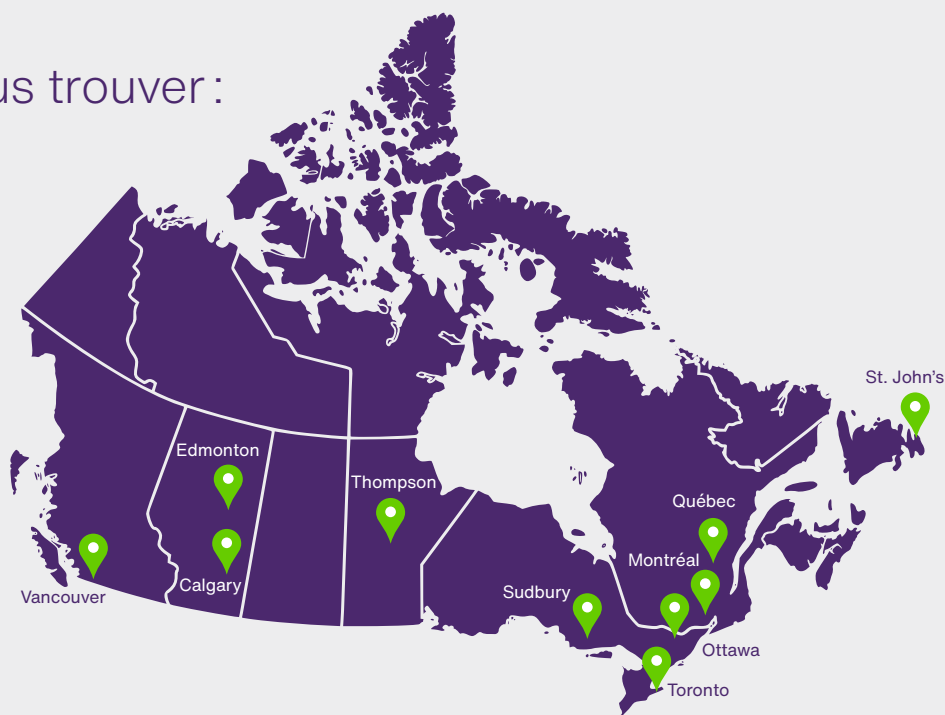 us trouver :
St. John's
Edmonton
Thompson
Québec
Montréal
Calgary
Sudbury
Vancouver
Ottawa
Toronto